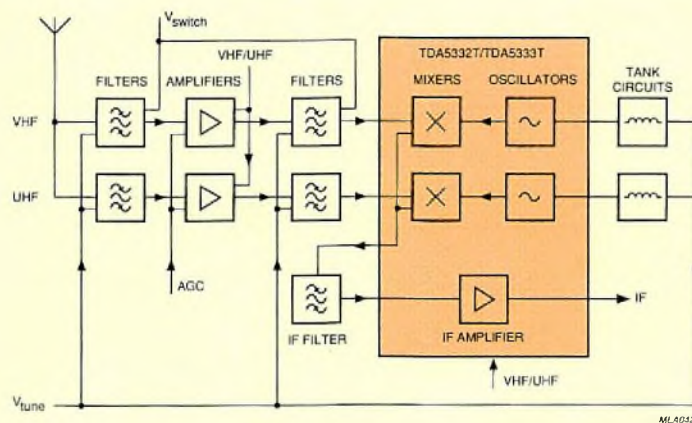 Vswitch
VHF/UHF
TDA5332T/TDA5333T
FILTERS
AMPLIFIERS
FILTERS
MIXERS
OSCILLATORS
TANK
CIRCUITS
VHF
UHF
AGC
IF
IF FILTER
IF AMPLIFIER
VHF/UHF
Vtune